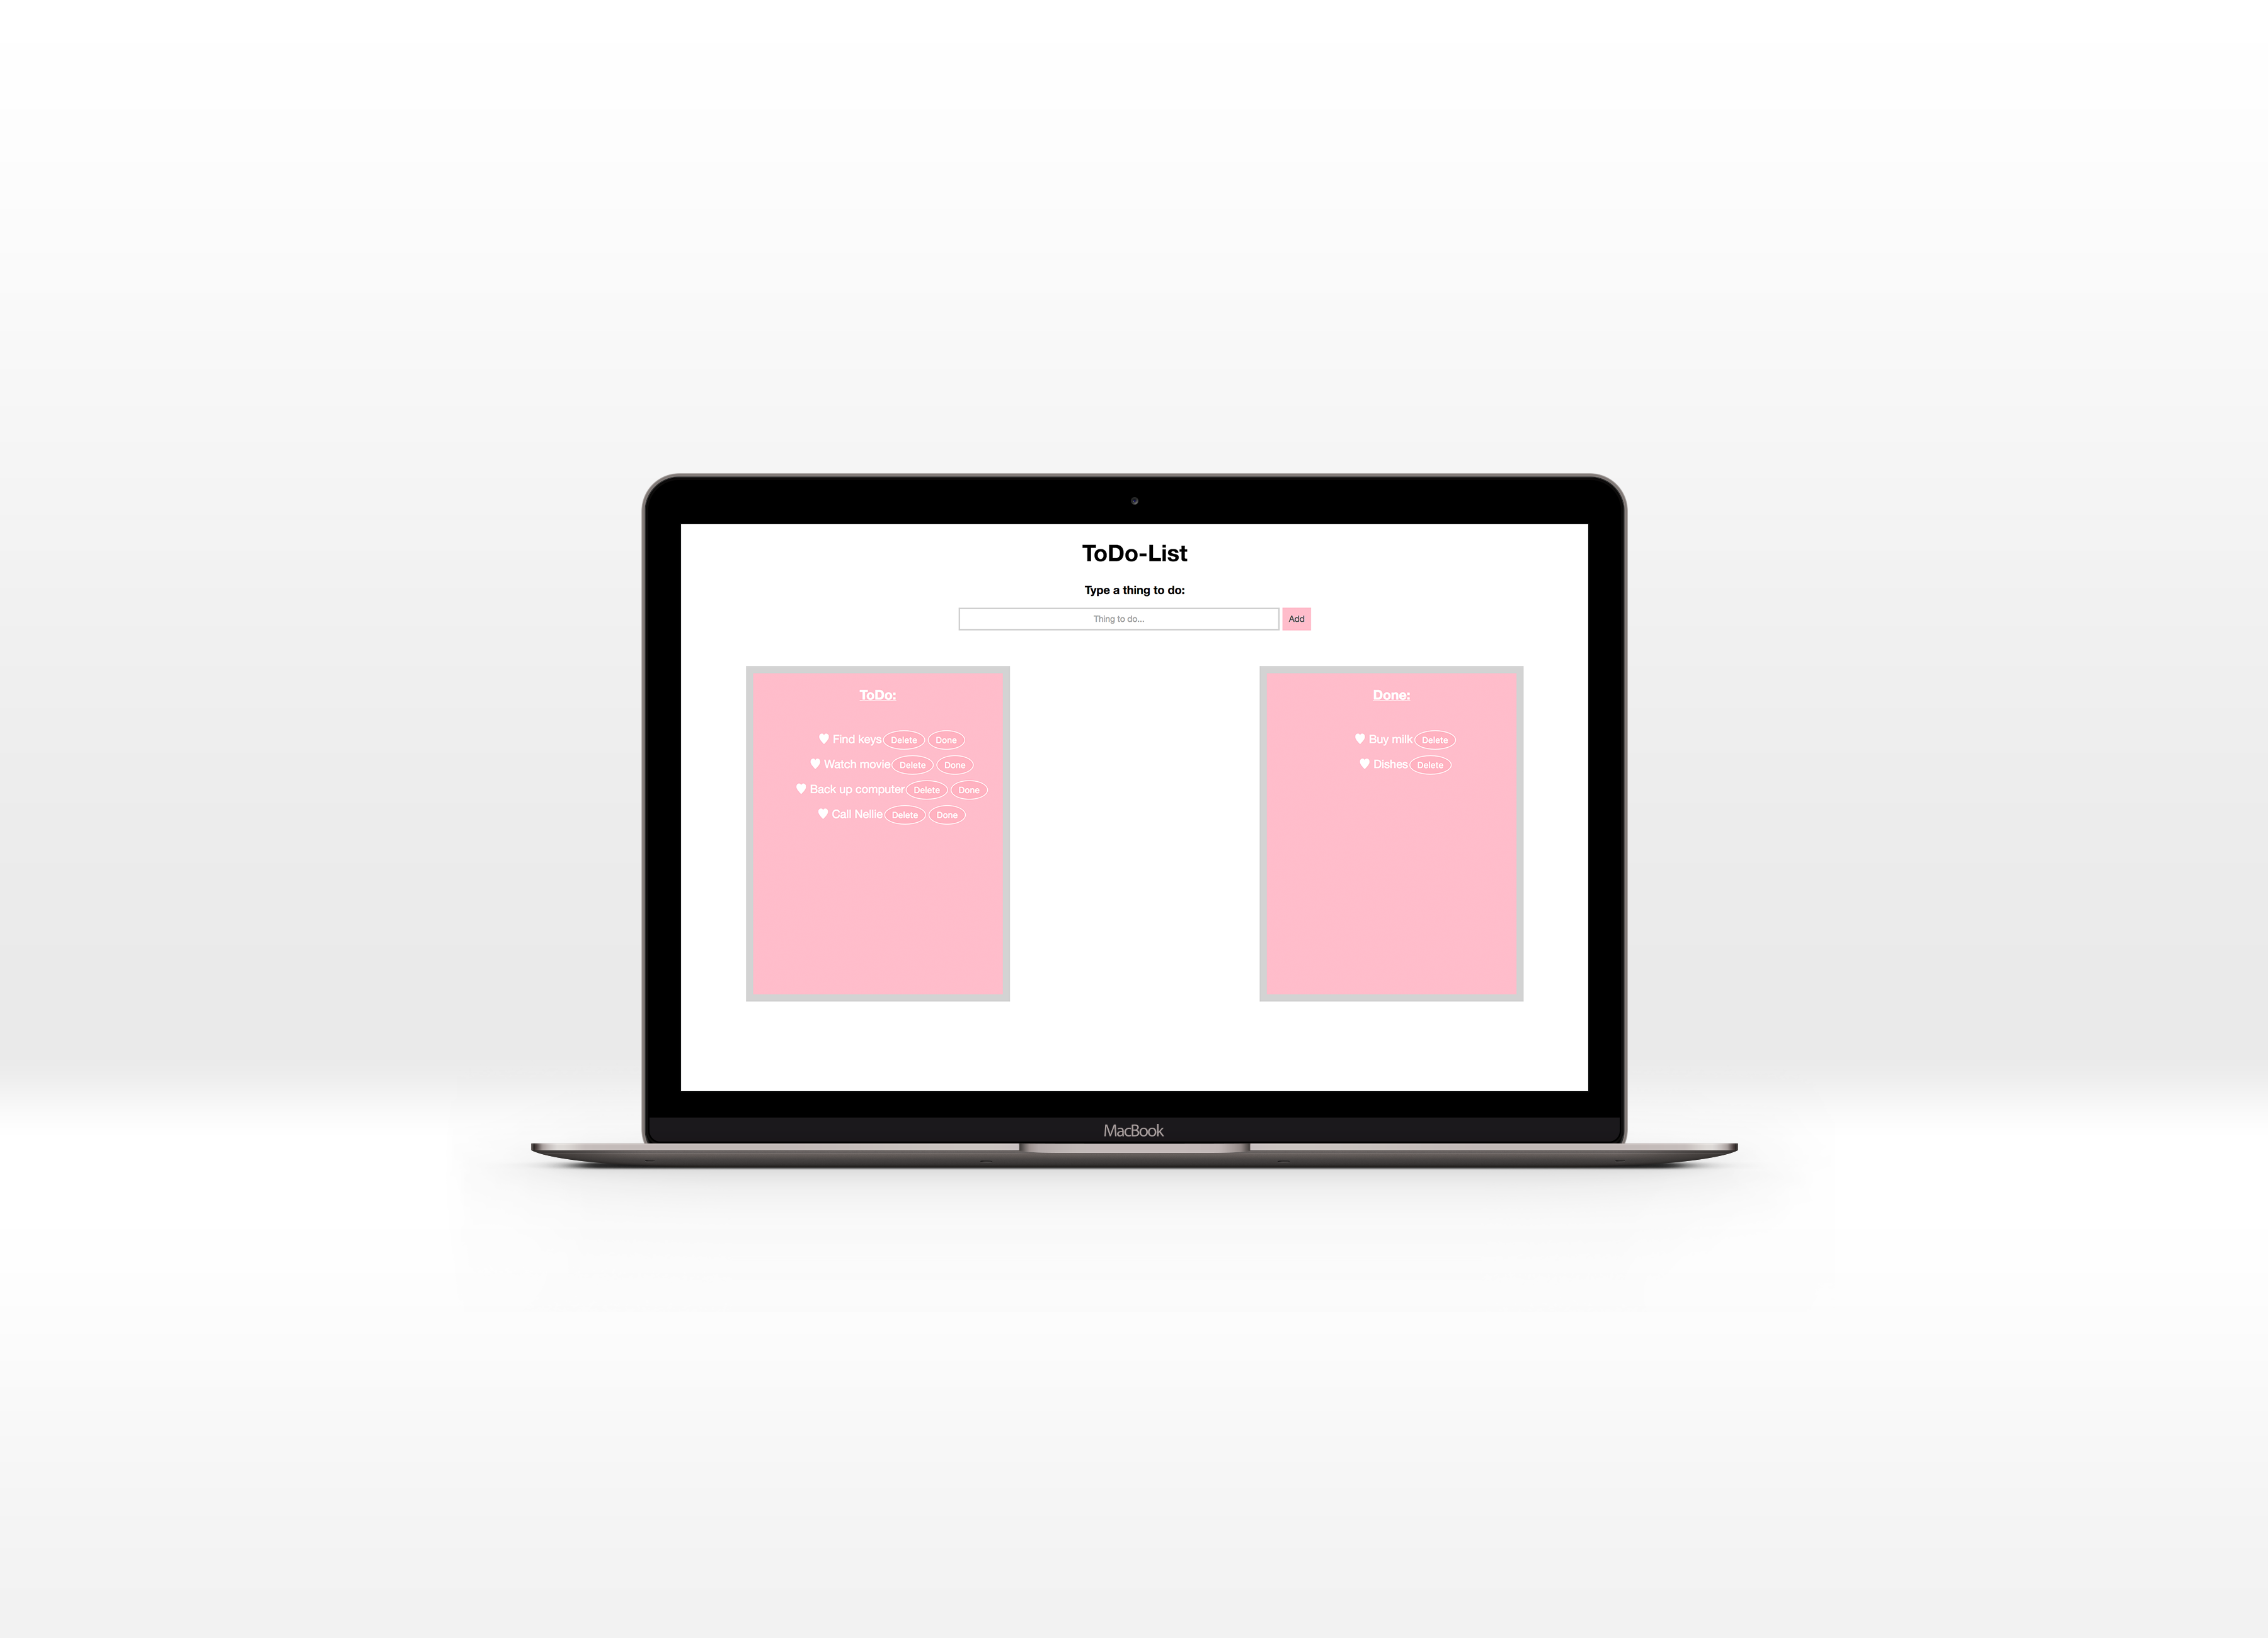 ToDo-List
Type a thing to do:
Thing to do...
Add
ToDo:
♥ Find keys Delete Done
♥ Watch movie Delete Done
♥ Back up computer Delete Done
♥ Call Nellie Delete Done
Done:
♥ Buy milk Delete
♥ Dishes Delete
MacBook